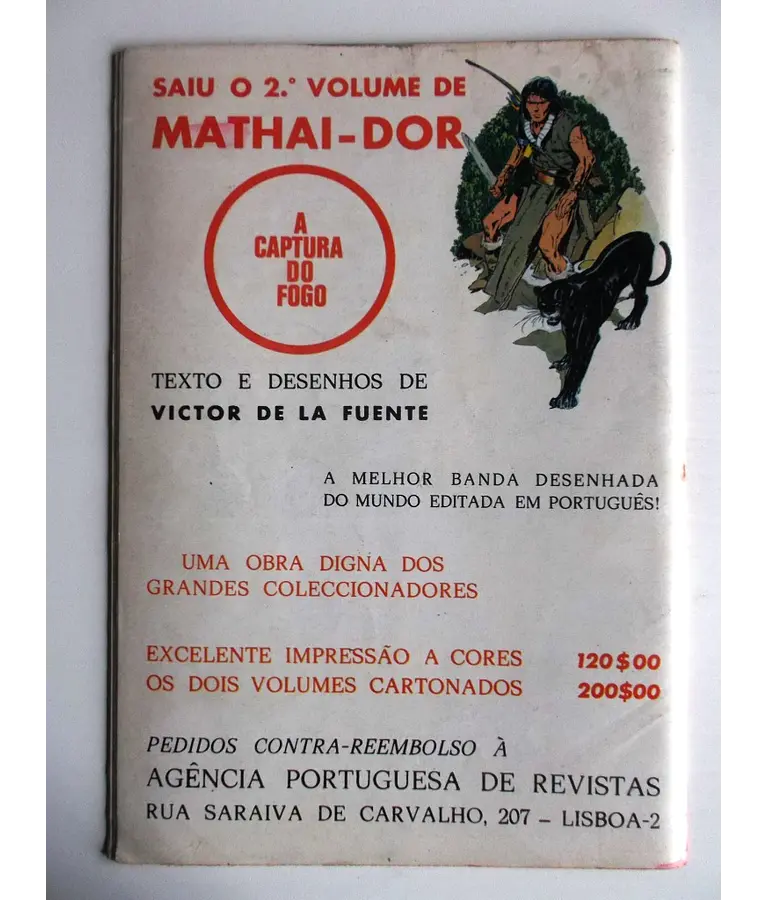 SAIU O 2.º VOLUME DE
MATHAI-DOR
A
CAPTURA
DO
FOGO
TEXTO E DESENHOS DE
VICTOR DE LA FUENTE
A MELHOR BANDA DESENHADA
DO MUNDO EDITADA EM PORTUGUÊS!
UMA OBRA DIGNA DOS
GRANDES COLECCIONADORES
EXCELENTE IMPRESSÃO A CORES 120$00
OS DOIS VOLUMES CARTONADOS 200$00
PEDIDOS CONTRA-REEMBOLSO À
AGÊNCIA PORTUGUESA DE REVISTAS
RUA SARAIVA DE CARVALHO, 207 – LISBOA-2